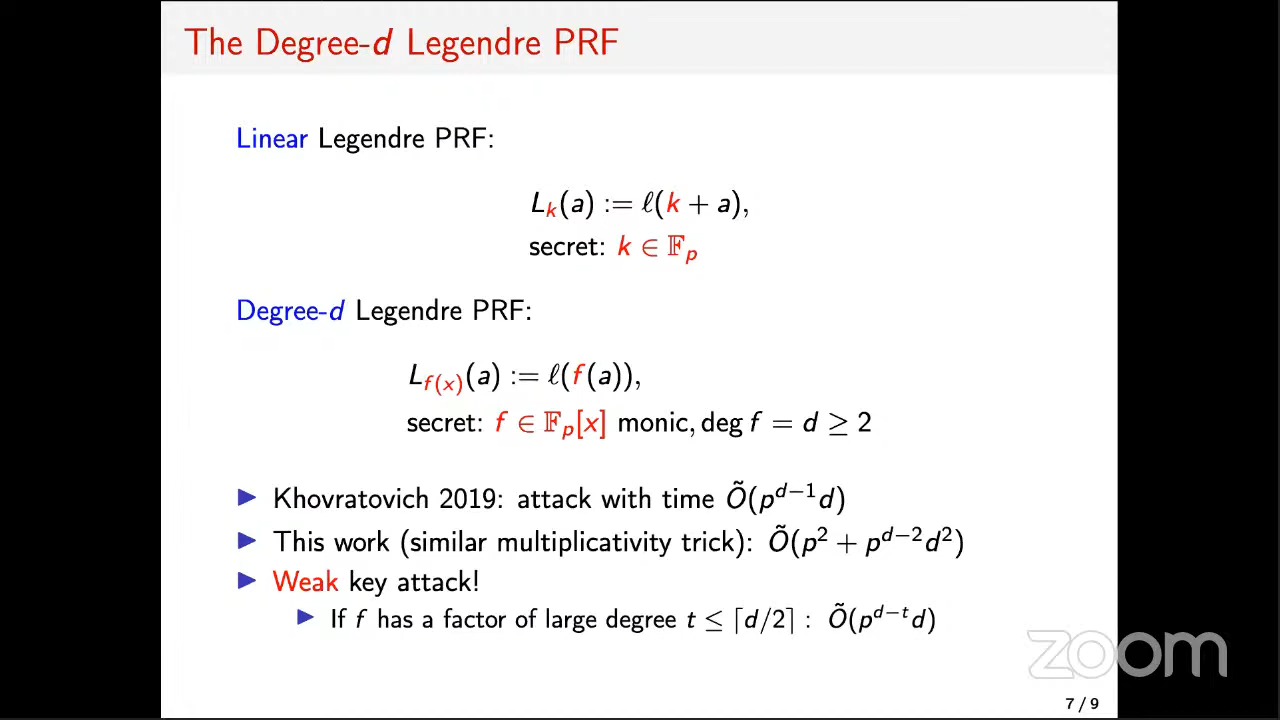 The Degree-d Legendre PRF
Linear Legendre PRF:
L_k(a) := ℓ(k + a),
secret: k ∈ 𝔽_p
Degree-d Legendre PRF:
L_{f(x)}(a) := ℓ(f(a)),
secret: f ∈ 𝔽_p[x] monic, deg f = d ≥ 2
▶ Khovratovich 2019: attack with time Õ(p^{d−1}d)
▶ This work (similar multiplicativity trick): Õ(p^2 + p^{d−2}d^2)
▶ Weak key attack!
▶ If f has a factor of large degree t ≤ ⌈d/2⌉ : Õ(p^{d−t}d)
zoom
7 / 9